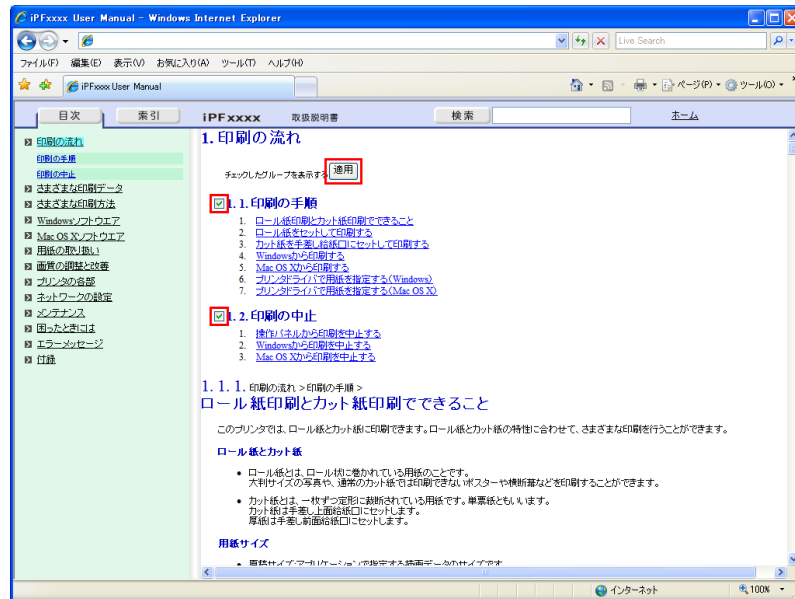 iPFxxxx User Manual - Windows Internet Explorer
Live Search
ファイル(F) 編集(E) 表示(V) お気に入り(A) ツール(T) ヘルプ(H)
iPFxxxx User Manual
ページ(P) ツール(O)
目次 索引 iPFxxxx 取扱説明書 検索 ホーム
印刷の流れ
印刷の手順
印刷の中止
さまざまな印刷データ
さまざまな印刷方法
Windowsソフトウエア
Mac OS Xソフトウエア
用紙の取り扱い
画質の調整と改善
プリンタの各部
ネットワークの設定
メンテナンス
困ったときには
エラーメッセージ
付録
1. 印刷の流れ
チェックしたグループを表示する 適用
1. 1. 印刷の手順
1. ロール紙印刷とカット紙印刷でできること
2. ロール紙をセットして印刷する
3. カット紙を手差し給紙口にセットして印刷する
4. Windowsから印刷する
5. Mac OS Xから印刷する
6. プリンタドライバで用紙を指定する(Windows)
7. プリンタドライバで用紙を指定する(Mac OS X)
1. 2. 印刷の中止
1. 操作パネルから印刷を中止する
2. Windowsから印刷を中止する
3. Mac OS Xから印刷を中止する
1. 1. 1. 印刷の流れ > 印刷の手順 >
ロール紙印刷とカット紙印刷でできること
このプリンタでは、ロール紙とカット紙に印刷できます。ロール紙とカット紙の特性に合わせて、さまざまな印刷を行うことができます。
ロール紙とカット紙
• ロール紙とは、ロール状に巻かれている用紙のことです。
大判サイズの写真や、通常のカット紙では印刷できないポスターや横断幕などを印刷することができます。
• カット紙とは、一枚ずつ定形に裁断されている用紙です。単票紙ともいいます。
カット紙は手差し上面給紙口にセットします。
厚紙は手差し前面給紙口にセットします。
用紙サイズ
• 原稿サイズ:アプリケーションで指定する描画データのサイズです
インターネット 100%